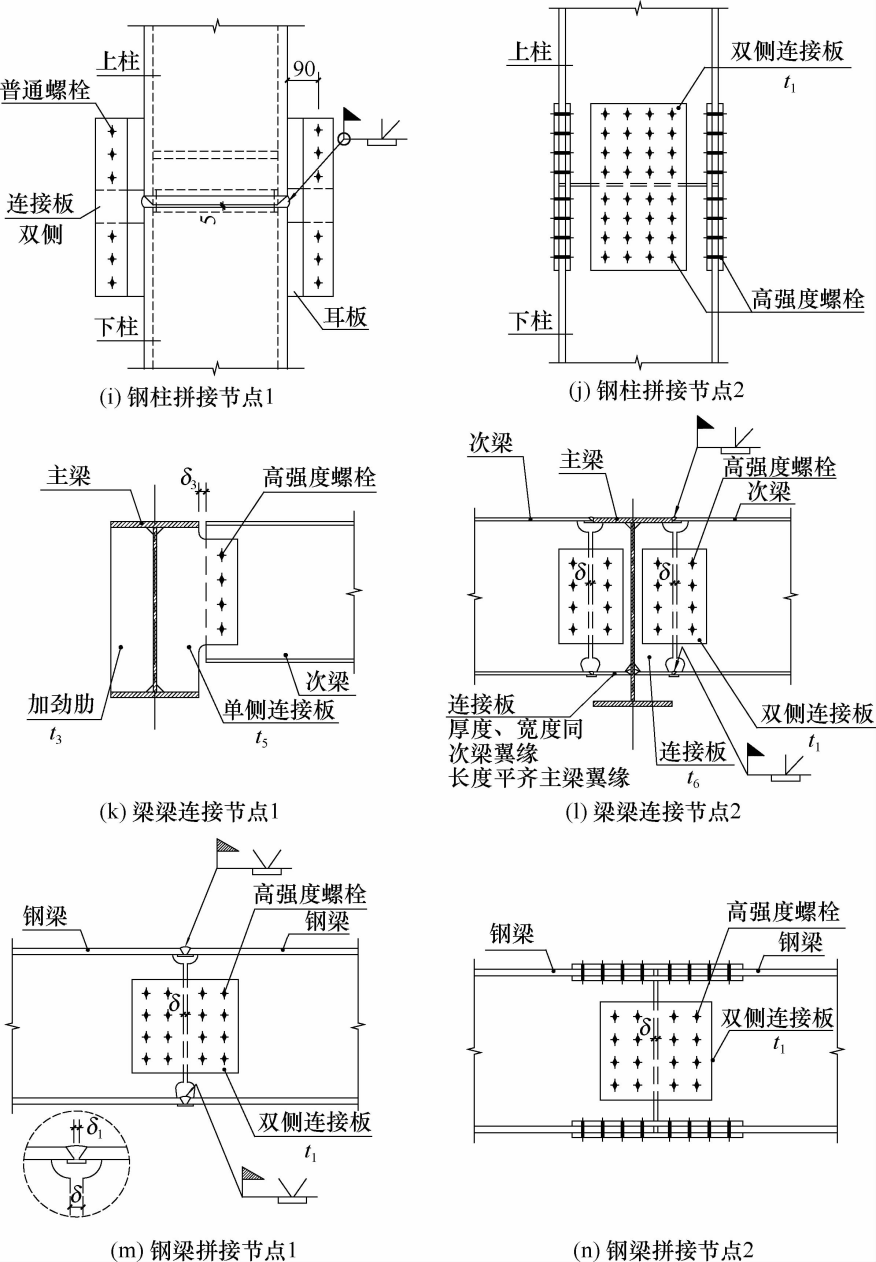 上柱
90
普通螺栓
连接板
双侧
5
下柱
耳板
(i) 钢柱拼接节点1
上柱
双侧连接板
t₁
高强度螺栓
下柱
(j) 钢柱拼接节点2
主梁
δ₃
高强度螺栓
次梁
加劲肋
t₃
单侧连接板
t₅
(k) 梁梁连接节点1
次梁
主梁
高强度螺栓
次梁
δ
δ
连接板
厚度、宽度同
次梁翼缘
长度平齐主梁翼缘
连接板
t₆
双侧连接板
t₁
(l) 梁梁连接节点2
钢梁
高强度螺栓
钢梁
δ
双侧连接板
t₁
δ₁
δ
(m) 钢梁拼接节点1
钢梁
高强度螺栓
钢梁
δ
双侧连接板
t₁
(n) 钢梁拼接节点2